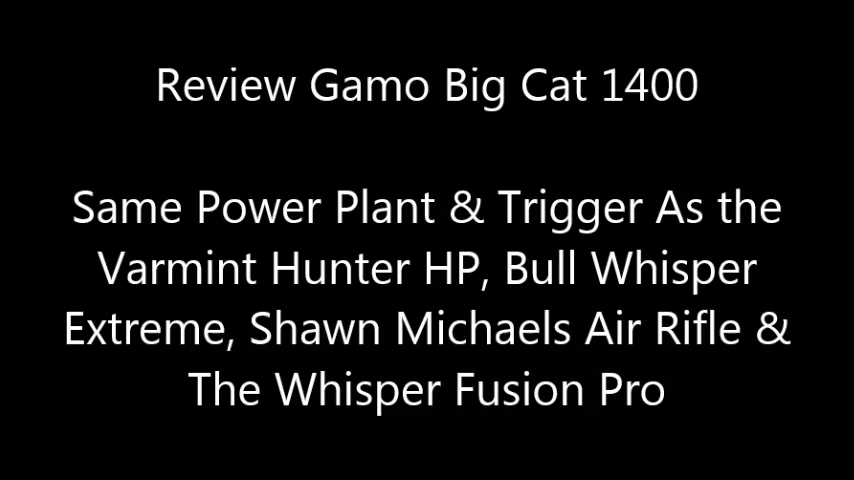 Review Gamo Big Cat 1400
Same Power Plant & Trigger As the
Varmint Hunter HP, Bull Whisper
Extreme, Shawn Michaels Air Rifle &
The Whisper Fusion Pro